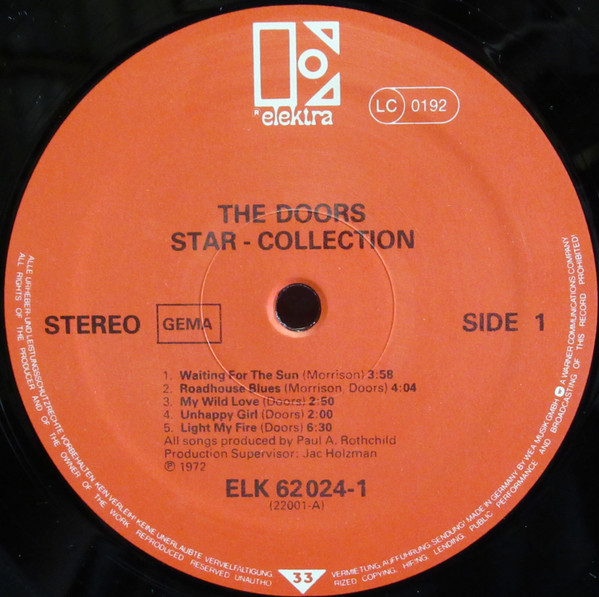 elektra
LC 0192
THE DOORS
STAR - COLLECTION
STEREO GEMA SIDE 1
1. Waiting For The Sun (Morrison) 3:58
2. Roadhouse Blues (Morrison, Doors) 4:04
3. My Wild Love (Doors) 2:50
4. Unhappy Girl (Doors) 2:00
5. Light My Fire (Doors) 6:30
All songs produced by Paul A. Rothchild
Production Supervisor: Jac Holzman
℗ 1972
ELK 62 024-1
(22001-A)
33
ALLE URHEBER- UND LEISTUNGSSCHUTZRECHTE VORBEHALTEN. KEIN VERLEIH! KEINE UNERLAUBTE VERVIELFÄLTIGUNG, VERMIETUNG, AUFFÜHRUNG, SENDUNG! MADE IN GERMANY BY WEA MUSIK GMBH A WARNER COMMUNICATIONS COMPANY
ALL RIGHTS OF THE PRODUCER AND OF THE OWNER OF THE WORK REPRODUCED RESERVED UNAUTHORIZED COPYING, HIRING, LENDING, PUBLIC PERFORMANCE AND BROADCASTING OF THIS RECORD PROHIBITED!